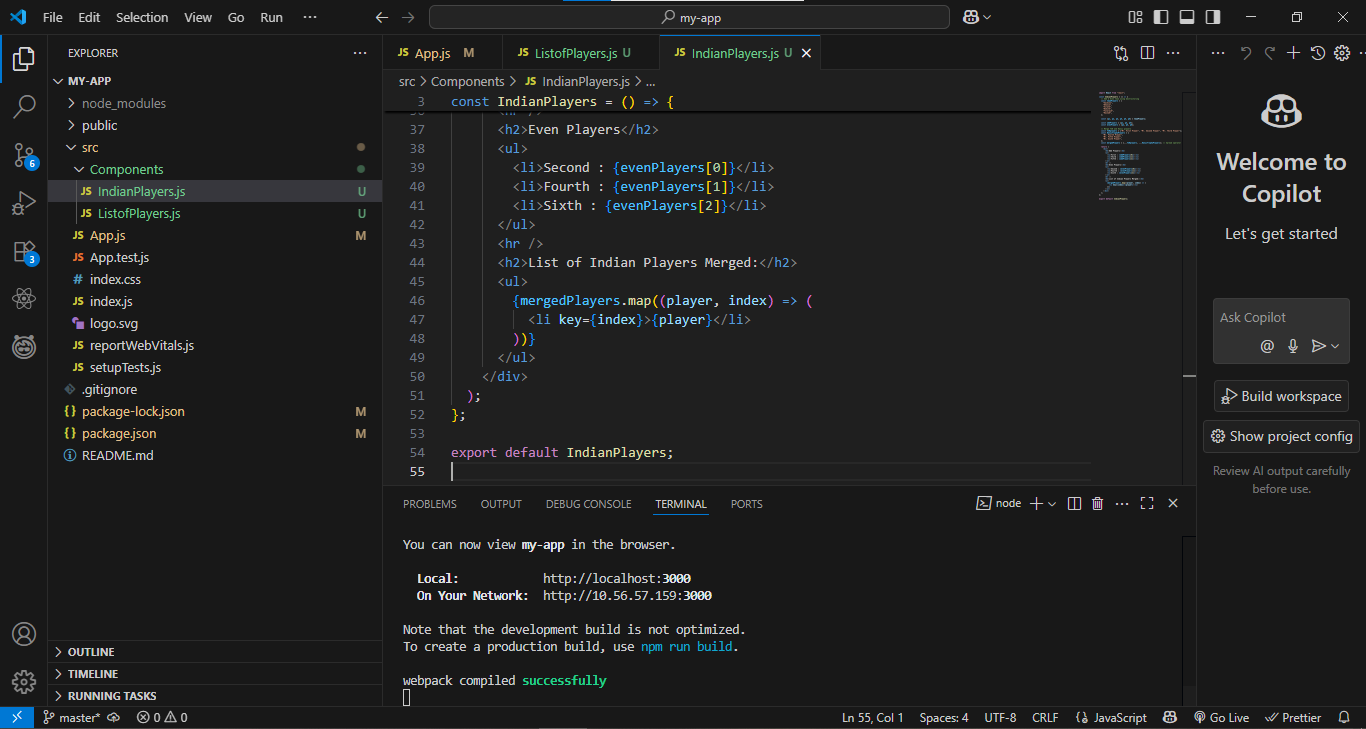 File Edit Selection View Go Run ··· my-app
EXPLORER
MY-APP
node_modules
public
src
Components
JS IndianPlayers.js U
JS ListofPlayers.js U
JS App.js M
JS App.test.js
# index.css
JS index.js
logo.svg
JS reportWebVitals.js
JS setupTests.js
.gitignore
{} package-lock.json M
{} package.json M
README.md
OUTLINE
TIMELINE
RUNNING TASKS
6
3
JS App.js M JS ListofPlayers.js U JS IndianPlayers.js U
src > Components > JS IndianPlayers.js > ...
3 const IndianPlayers = () => {
37 <h2>Even Players</h2>
38 <ul>
39 <li>Second : {evenPlayers[0]}</li>
40 <li>Fourth : {evenPlayers[1]}</li>
41 <li>Sixth : {evenPlayers[2]}</li>
42 </ul>
43 <hr />
44 <h2>List of Indian Players Merged:</h2>
45 <ul>
46 {mergedPlayers.map((player, index) => (
47 <li key={index}>{player}</li>
48 ))}
49 </ul>
50 </div>
51 );
52 };
53
54 export default IndianPlayers;
55
PROBLEMS OUTPUT DEBUG CONSOLE TERMINAL PORTS node
You can now view my-app in the browser.
Local: http://localhost:3000
On Your Network: http://10.56.57.159:3000
Note that the development build is not optimized.
To create a production build, use npm run build.
webpack compiled successfully
Welcome to
Copilot
Let's get started
Ask Copilot
@
Build workspace
Show project config
Review AI output carefully
before use.
master* 0 0 Ln 55, Col 1 Spaces: 4 UTF-8 CRLF {} JavaScript Go Live Prettier